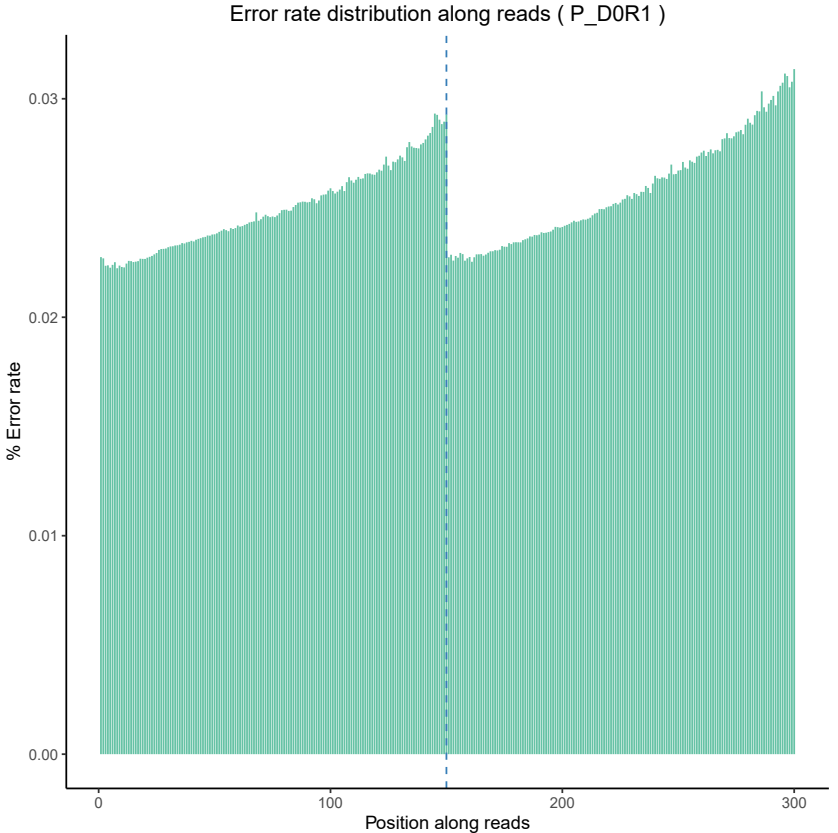 Error rate distribution along reads ( P_D0R1 )
% Error rate
0.03
0.02
0.01
0.00
0
100
200
300
Position along reads